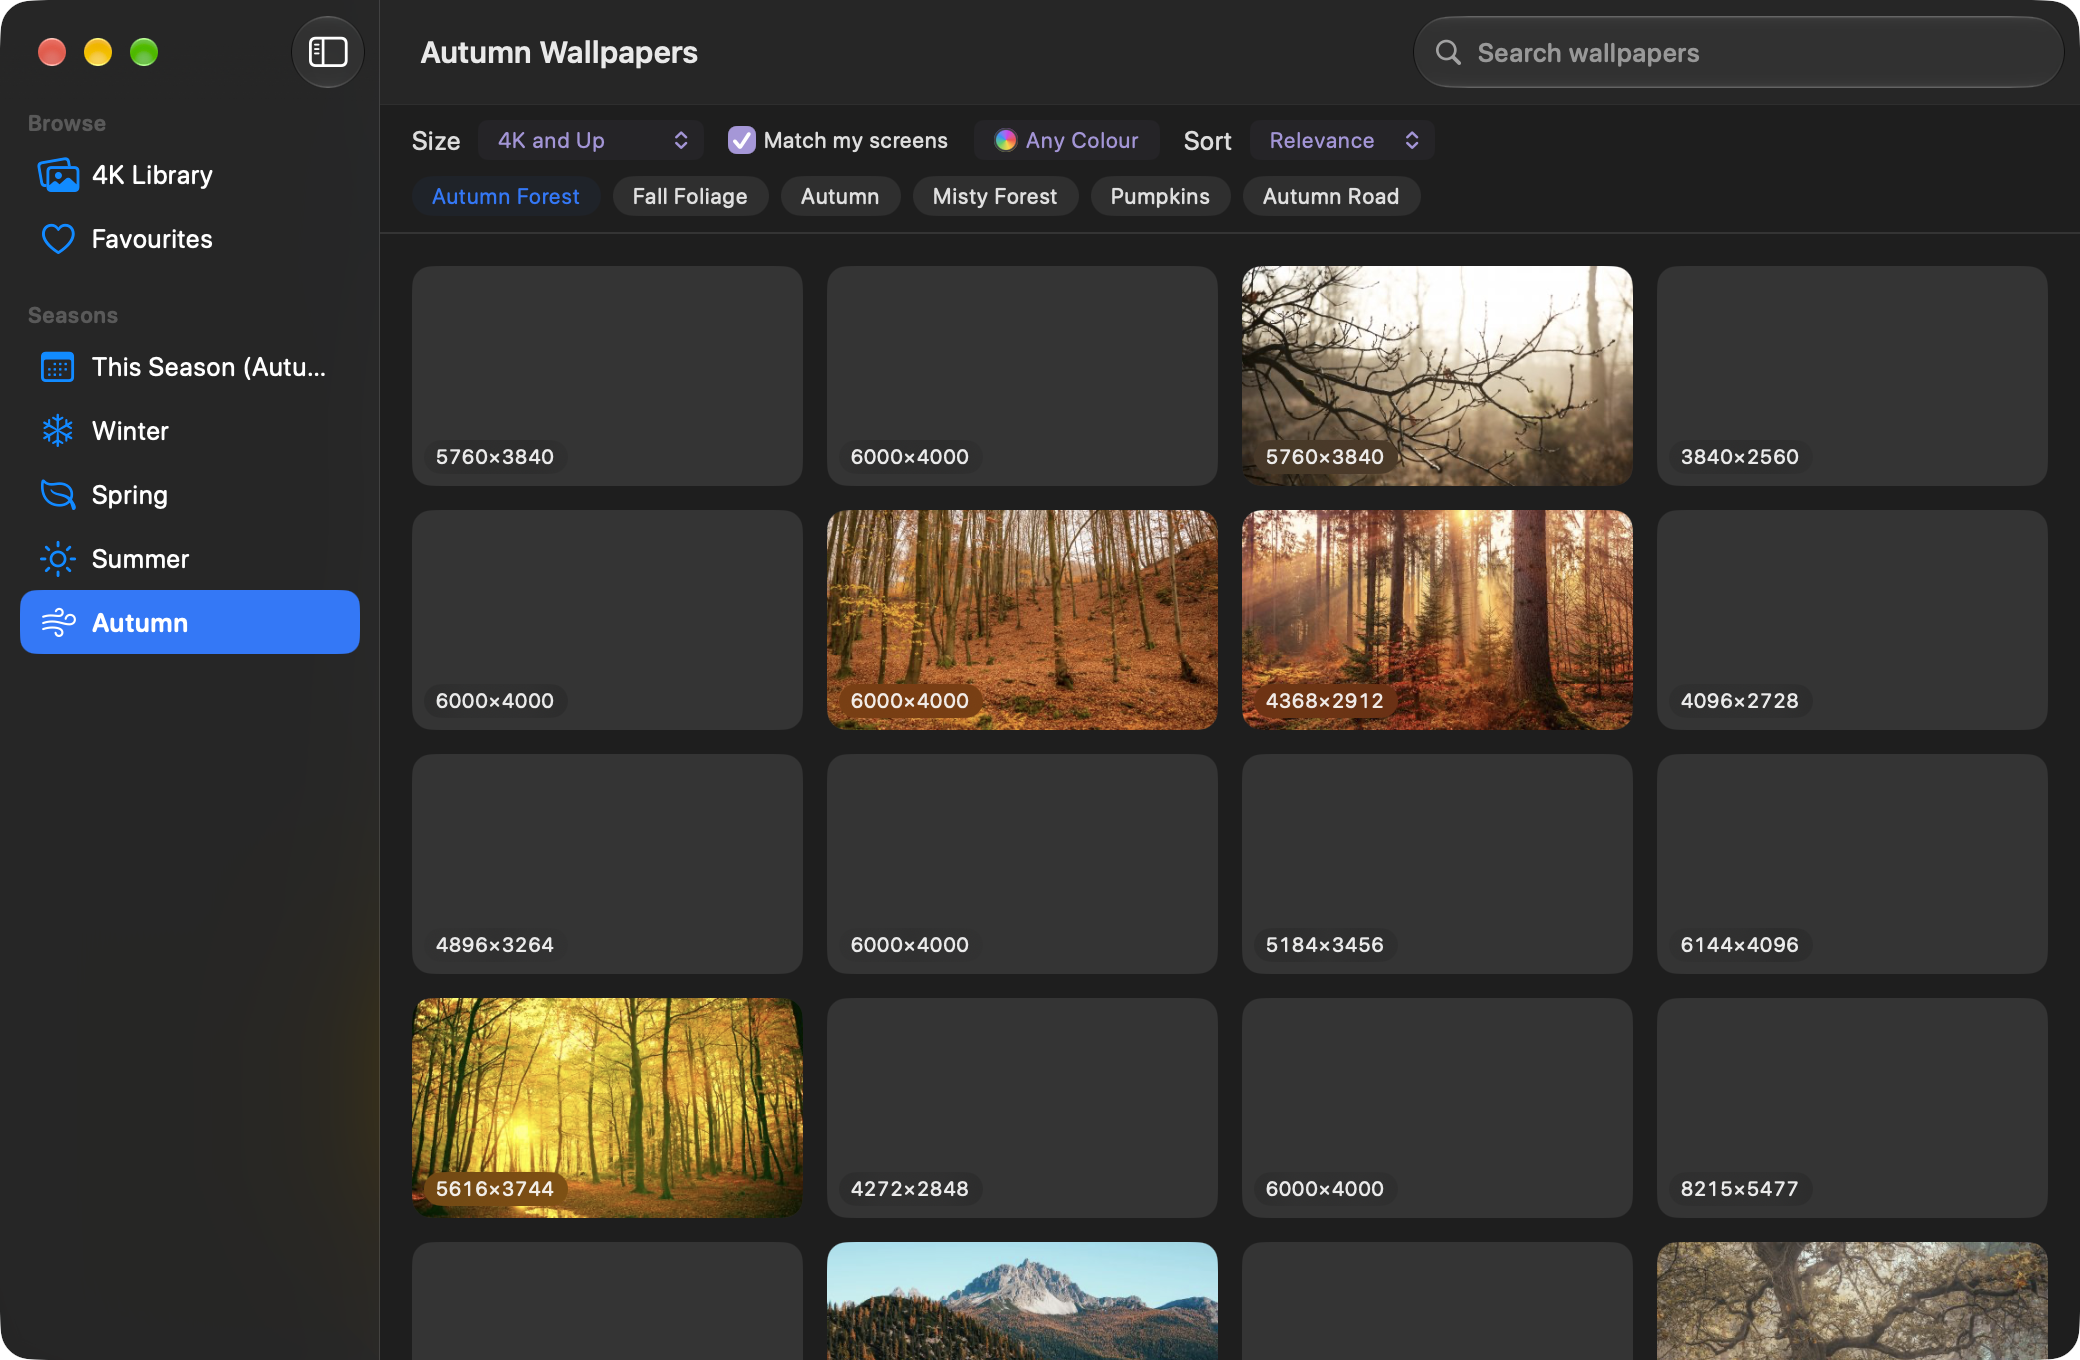 Autumn Wallpapers
Search wallpapers
Browse
4K Library
Favourites
Seasons
This Season (Autu...
Winter
Spring
Summer
Autumn
Size 4K and Up Match my screens Any Colour Sort Relevance
Autumn Forest Fall Foliage Autumn Misty Forest Pumpkins Autumn Road
5760×3840 6000×4000 5760×3840 3840×2560
6000×4000 6000×4000 4368×2912 4096×2728
4896×3264 6000×4000 5184×3456 6144×4096
5616×3744 4272×2848 6000×4000 8215×5477